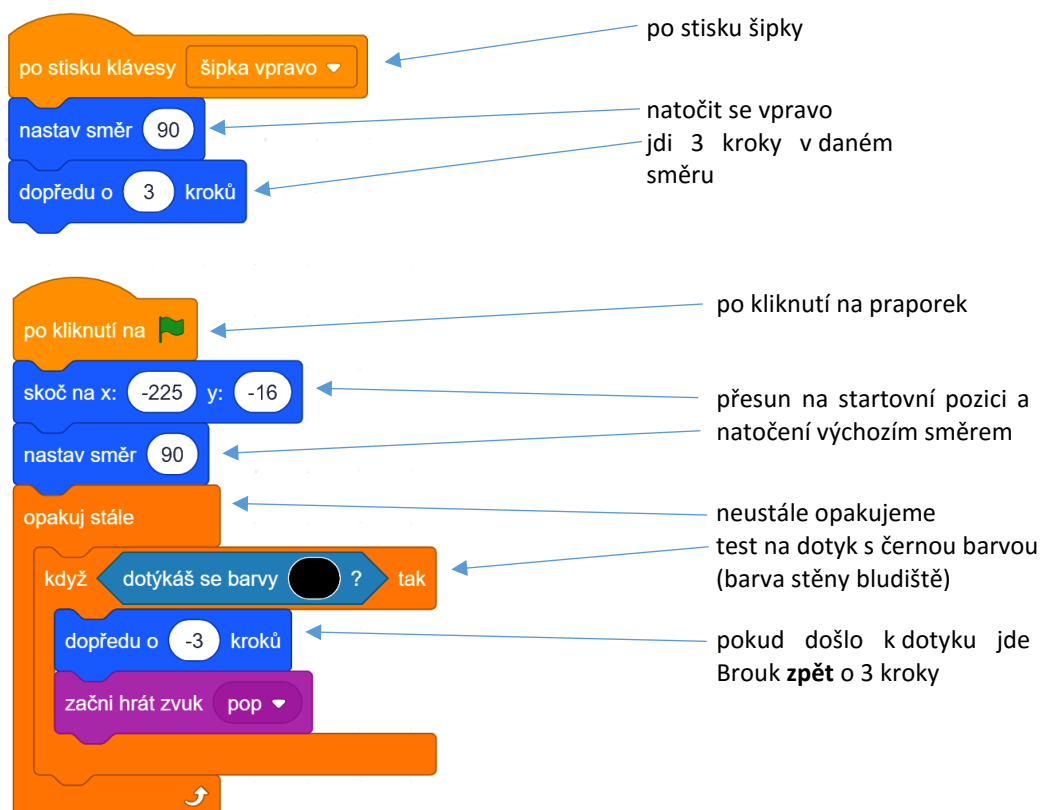 po stisku šipky
po stisku klávesy šipka vpravo
natočit se vpravo
nastav směr 90
jdi 3 kroky v daném
směru
dopředu o 3 kroků
po kliknutí na praporek
po kliknutí na
skoč na x: -225 y: -16
přesun na startovní pozici a
natočení výchozím směrem
nastav směr 90
neustále opakujeme
opakuj stále
test na dotyk s černou barvou
(barva stěny bludiště)
když dotýkáš se barvy ? tak
pokud došlo k dotyku jde
Brouk zpět o 3 kroky
dopředu o -3 kroků
začni hrát zvuk pop